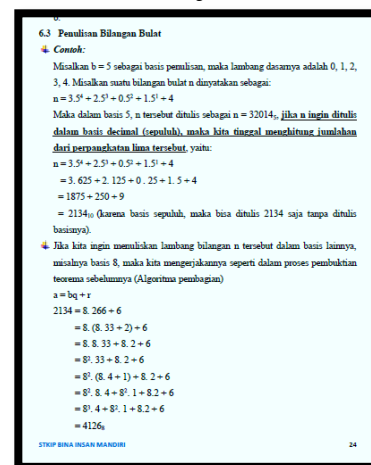 6.3 Penulisan Bilangan Bulat
Contoh:
Misalkan b = 5 sebagai basis penulisan, maka lambang dasarnya adalah 0, 1, 2,
3, 4. Misalkan suatu bilangan bulat n dinyatakan sebagai:
n = 3.5⁴ + 2.5³ + 0.5² + 1.5¹ + 4
Maka dalam basis 5, n tersebut ditulis sebagai n = 32014₅, jika n ingin ditulis
dalam basis decimal (sepuluh), maka kita tinggal menghitung jumlahan
dari perpangkatan lima tersebut, yaitu:
n = 3.5⁴ + 2.5³ + 0.5² + 1.5¹ + 4
= 3. 625 + 2. 125 + 0 . 25 + 1. 5 + 4
= 1875 + 250 + 9
= 2134₁₀ (karena basis sepuluh, maka bisa ditulis 2134 saja tanpa ditulis
basisnya).
Jika kita ingin menuliskan lambang bilangan n tersebut dalam basis lainnya,
misalnya basis 8, maka kita mengerjakannya seperti dalam proses pembuktian
teorema sebelumnya (Algoritma pembagian)
a = bq + r
2134 = 8. 266 + 6
= 8. (8. 33 + 2) + 6
= 8. 8. 33 + 8. 2 + 6
= 8². 33 + 8. 2 + 6
= 8². (8. 4 + 1) + 8. 2 + 6
= 8². 8. 4 + 8². 1 + 8.2 + 6
= 8³. 4 + 8². 1 + 8.2 + 6
= 4126₈
STKIP BINA INSAN MANDIRI 24